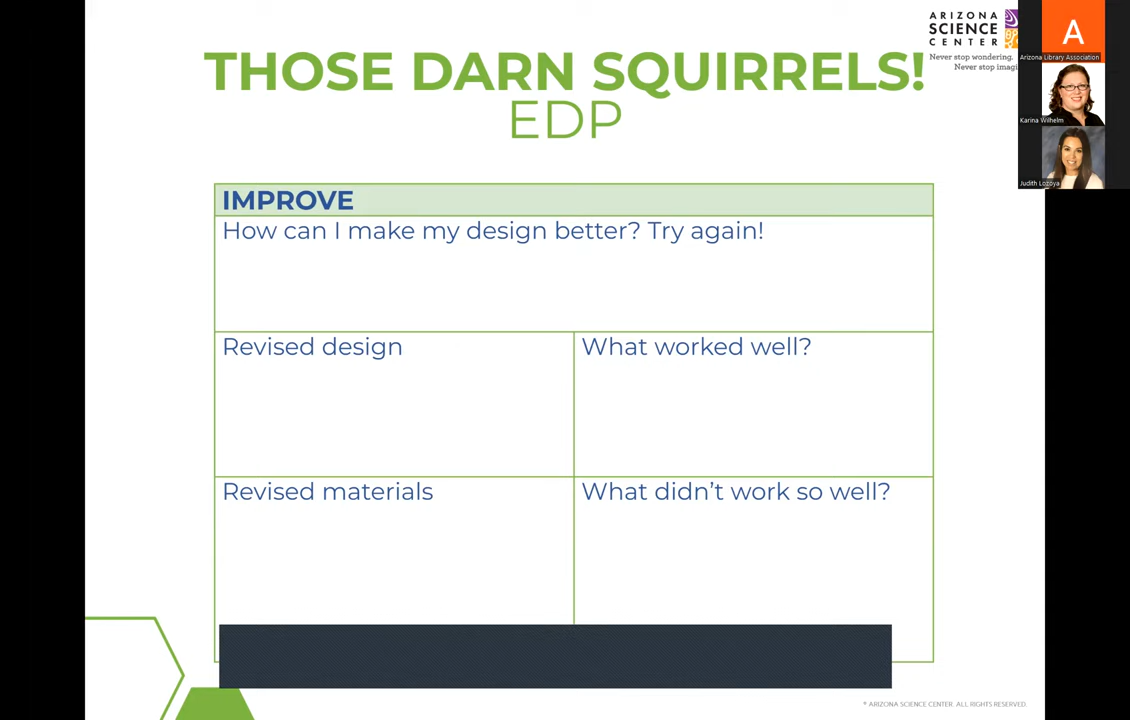 ARIZONA
SCIENCE
CENTER
Never stop wondering.
Never stop
A
Arizona Library Association
Karina Wilhelm
Judith Lozoya
THOSE DARN SQUIRRELS!
EDP
IMPROVE
How can I make my design better? Try again!
Revised design
What worked well?
Revised materials
What didn't work so well?
© ARIZONA SCIENCE CENTER. ALL RIGHTS RESERVED.